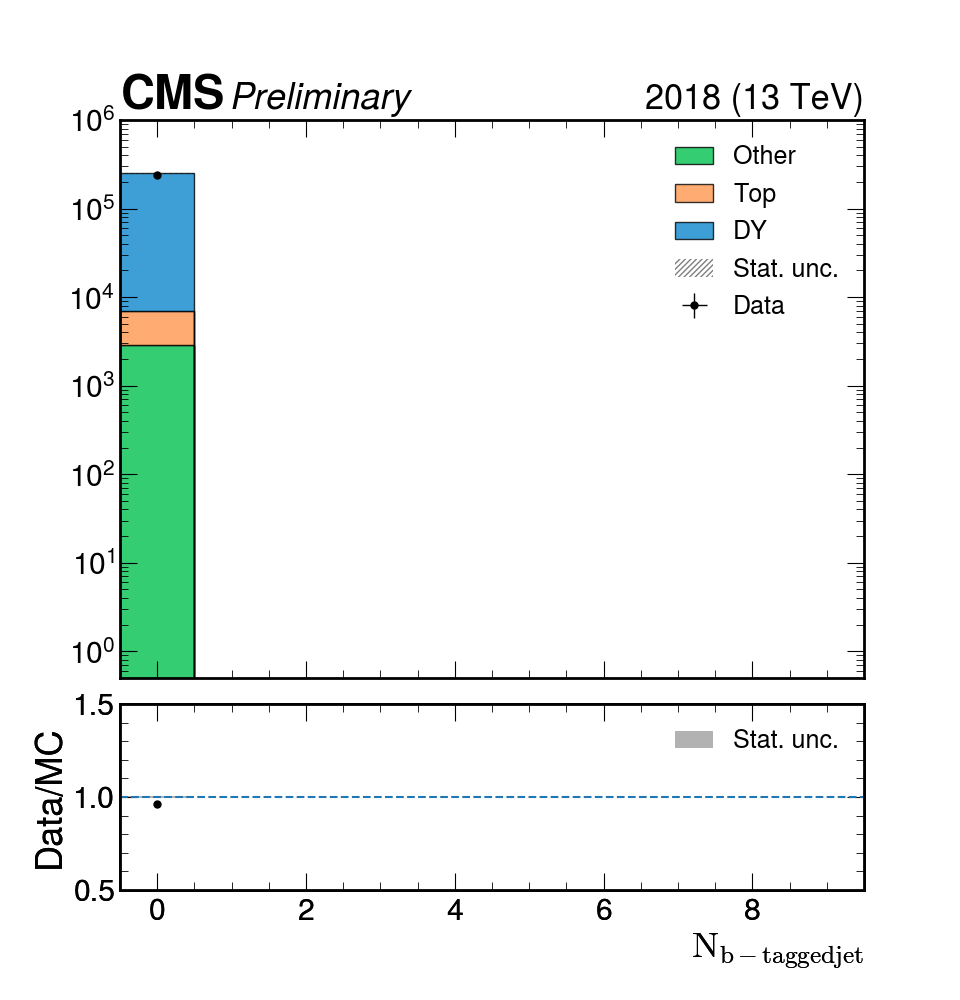 CMS Preliminary 2018 (13 TeV)
10^6
10^5
10^4
10^3
10^2
10^1
10^0
Other
Top
DY
Stat. unc.
Data
1.5
1.0
0.5
Data/MC
Stat. unc.
0 2 4 6 8
N_{b-taggedjet}